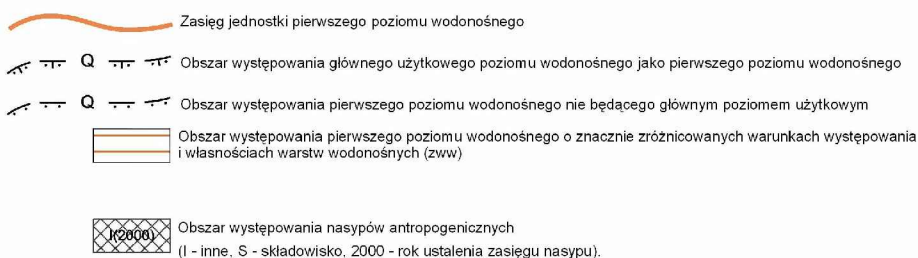 Zasięg jednostki pierwszego poziomu wodonośnego
Q Obszar występowania głównego użytkowego poziomu wodonośnego jako pierwszego poziomu wodonośnego
Q Obszar występowania pierwszego poziomu wodonośnego nie będącego głównym poziomem użytkowym
Obszar występowania pierwszego poziomu wodonośnego o znacznie zróżnicowanych warunkach występowania
i własnościach warstw wodonośnych (zww)
I(2000) Obszar występowania nasypów antropogenicznych
(I - inne, S - składowisko, 2000 - rok ustalenia zasięgu nasypu).